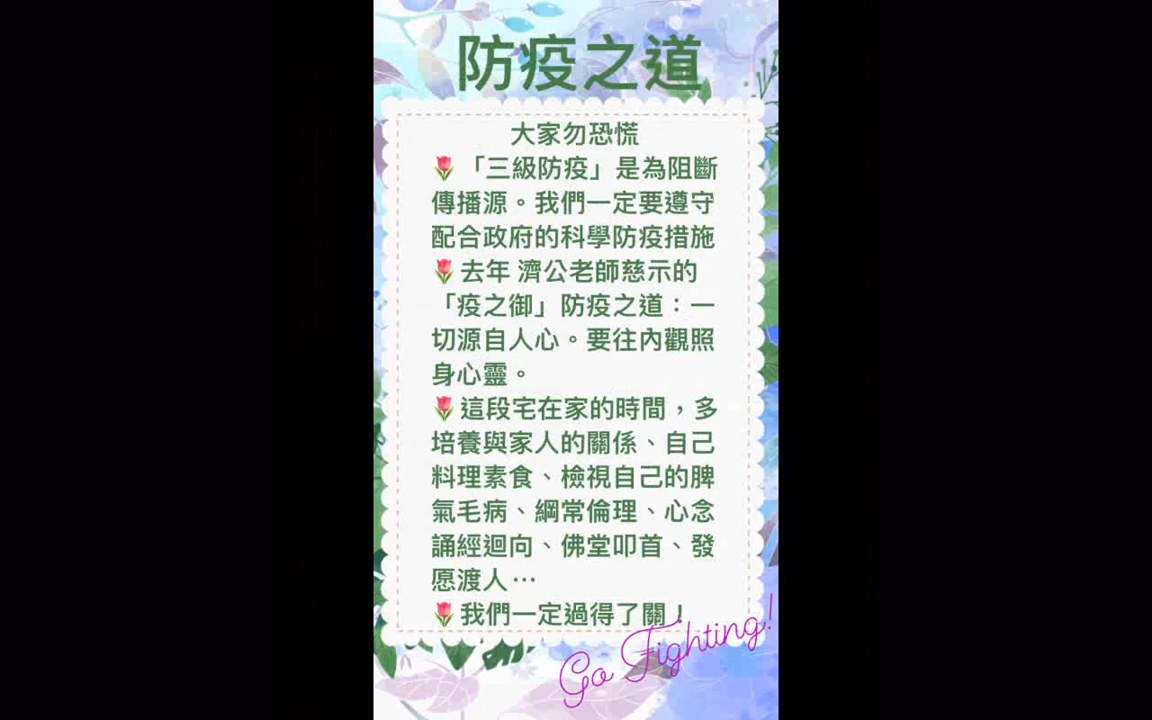 防疫之道
大家勿恐慌
🌷「三級防疫」是為阻斷
傳播源。我們一定要遵守
配合政府的科學防疫措施
🌷去年 濟公老師慈示的
「疫之御」防疫之道：一
切源自人心。要往內觀照
身心靈。
🌷這段宅在家的時間，多
培養與家人的關係、自己
料理素食、檢視自己的脾
氣毛病、綱常倫理、心念
誦經迴向、佛堂叩首、發
愿渡人…
🌷我們一定過得了關！
Go Fighting!